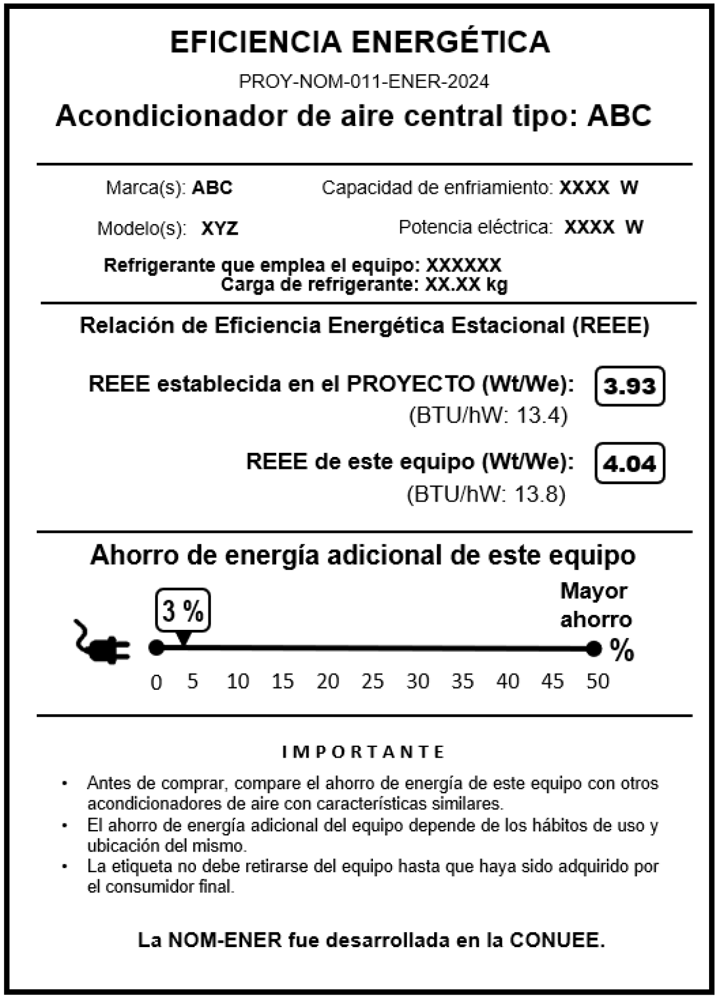 EFICIENCIA ENERGÉTICA
PROY-NOM-011-ENER-2024
Acondicionador de aire central tipo: ABC
Marca(s): ABC Capacidad de enfriamiento: XXXX W
Modelo(s): XYZ Potencia eléctrica: XXXX W
Refrigerante que emplea el equipo: XXXXXX
Carga de refrigerante: XX.XX kg
Relación de Eficiencia Energética Estacional (REEE)
REEE establecida en el PROYECTO (Wt/We): 3.93
(BTU/hW: 13.4)
REEE de este equipo (Wt/We): 4.04
(BTU/hW: 13.8)
Ahorro de energía adicional de este equipo
Mayor
ahorro
3 %
%
0 5 10 15 20 25 30 35 40 45 50
IMPORTANTE
• Antes de comprar, compare el ahorro de energía de este equipo con otros
acondicionadores de aire con características similares.
• El ahorro de energía adicional del equipo depende de los hábitos de uso y
ubicación del mismo.
• La etiqueta no debe retirarse del equipo hasta que haya sido adquirido por
el consumidor final.
La NOM-ENER fue desarrollada en la CONUEE.